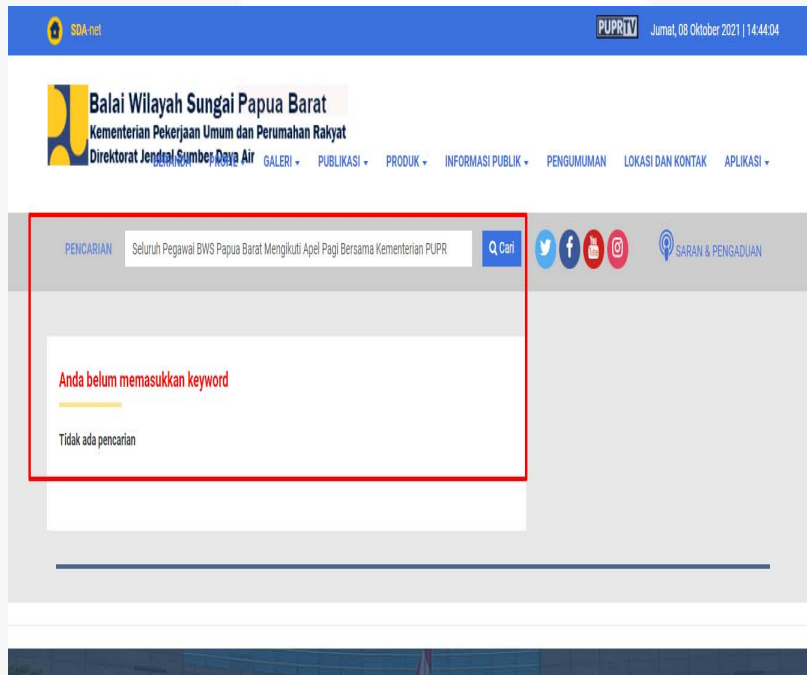 SDA-net
PUPRTV Jumat, 08 Oktober 2021 | 14:44:04
Balai Wilayah Sungai Papua Barat
Kementerian Pekerjaan Umum dan Perumahan Rakyat
Direktorat Jendral Sumber Daya Air
BERANDA PROFIL GALERI PUBLIKASI PRODUK INFORMASI PUBLIK PENGUMUMAN LOKASI DAN KONTAK APLIKASI
PENCARIAN Seluruh Pegawai BWS Papua Barat Mengikuti Apel Pagi Bersama Kementerian PUPR Cari SARAN & PENGADUAN
Anda belum memasukkan keyword
Tidak ada pencarian